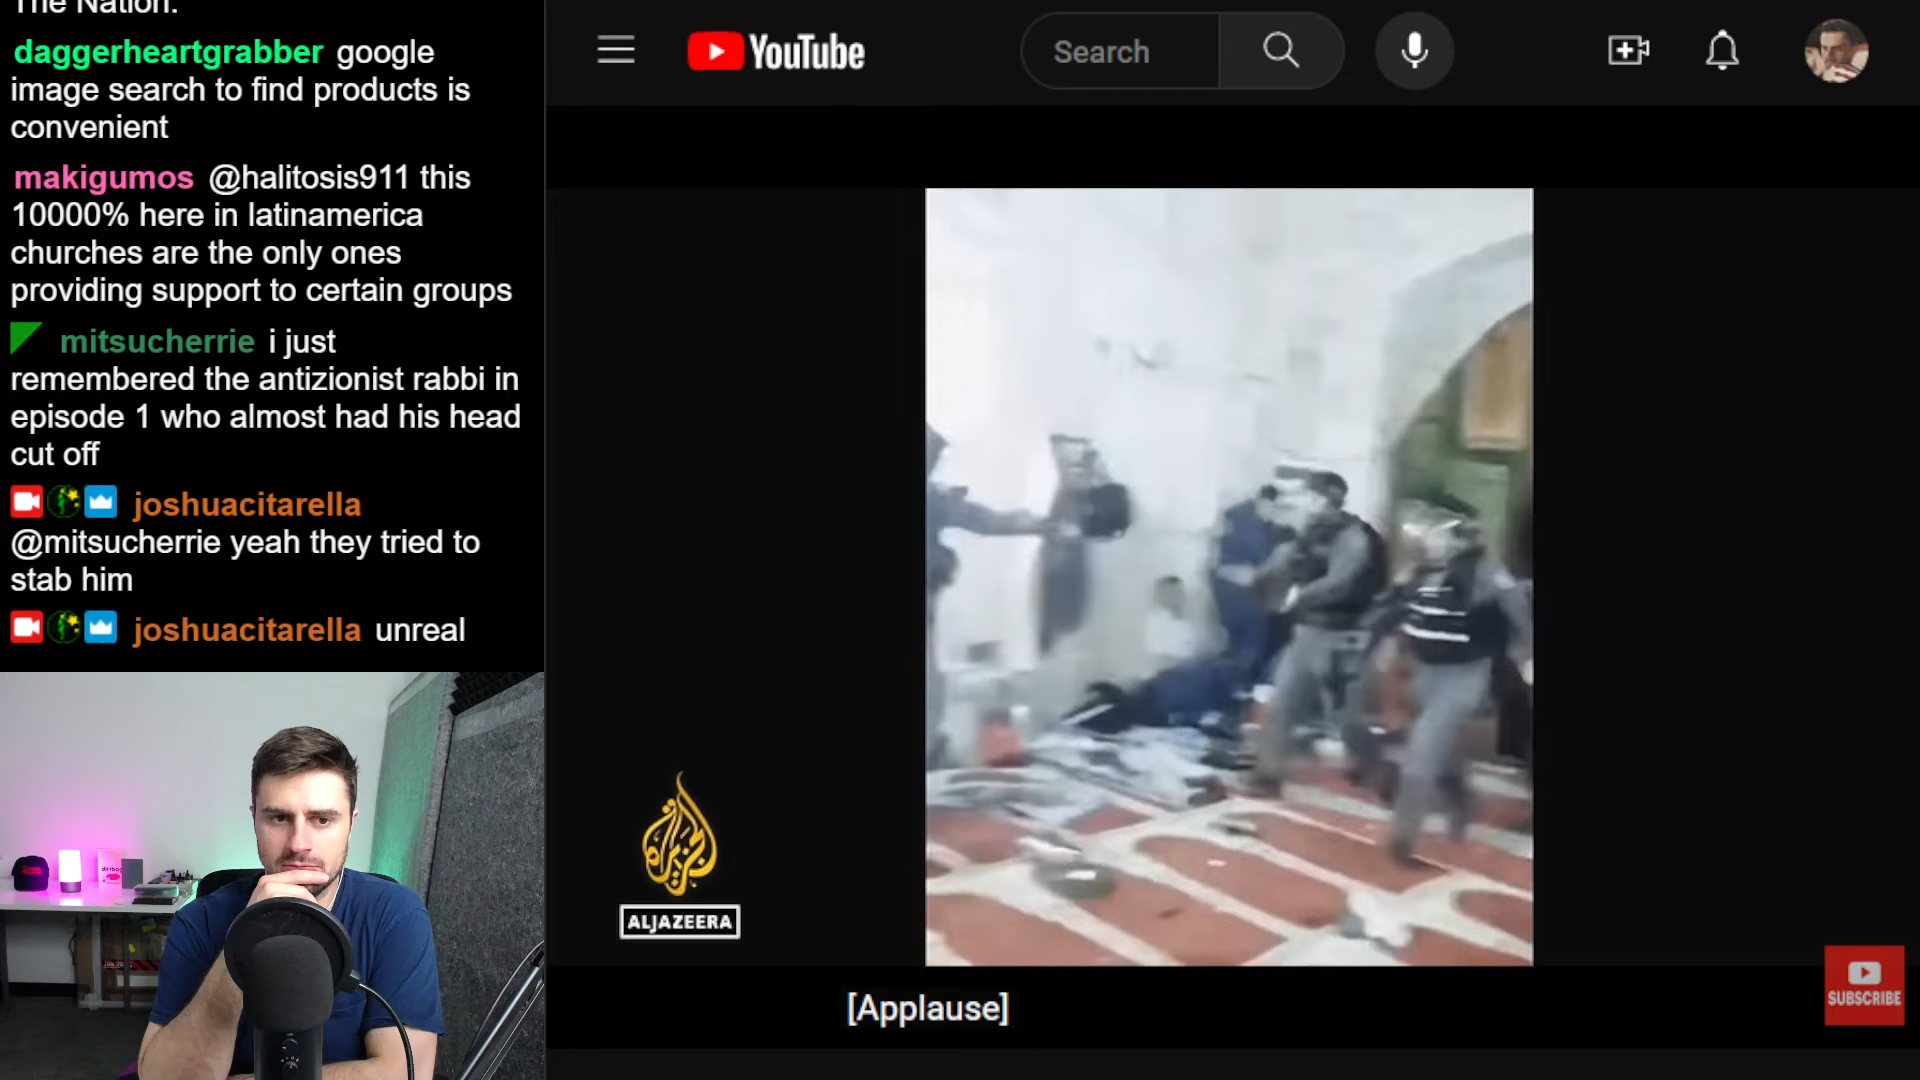 The Nation.
daggerheartgrabber google
image search to find products is
convenient
makigumos @halitosis911 this
10000% here in latinamerica
churches are the only ones
providing support to certain groups
mitsucherrie i just
remembered the antizionist rabbi in
episode 1 who almost had his head
cut off
joshuacitarella
@mitsucherrie yeah they tried to
stab him
joshuacitarella unreal
YouTube
Search
الجزيرة
ALJAZEERA
[Applause]
SUBSCRIBE